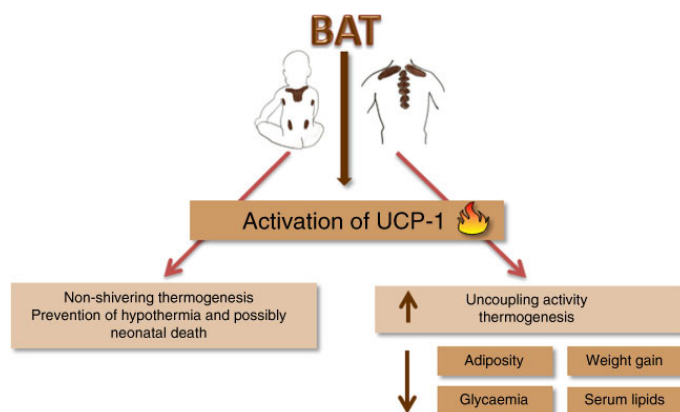 BAT
Activation of UCP-1
Non-shivering thermogenesis
Prevention of hypothermia and possibly
neonatal death
Uncoupling activity
thermogenesis
Adiposity
Weight gain
Glycaemia
Serum lipids